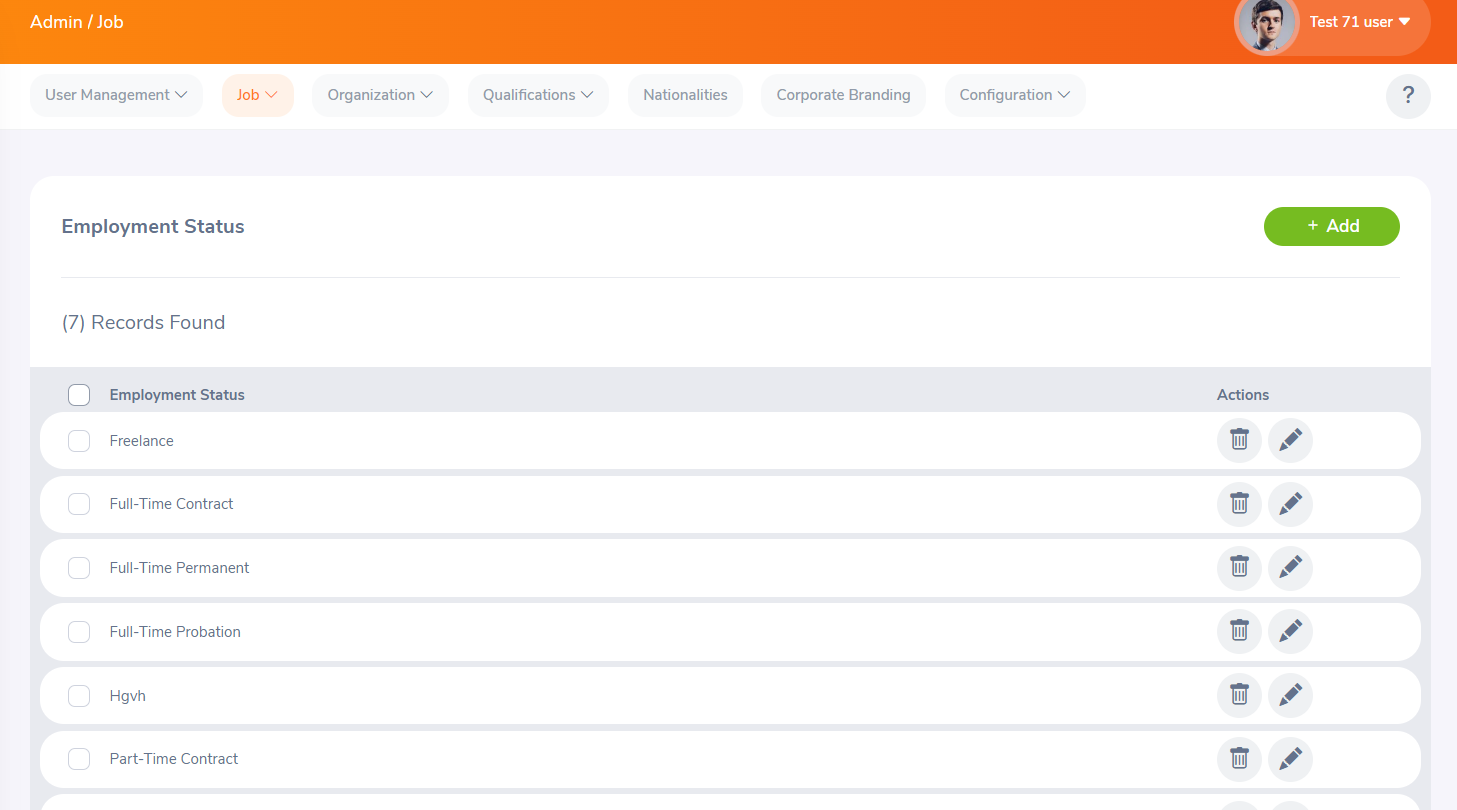 Admin / Job
Test 71 user
User Management
Job
Organization
Qualifications
Nationalities
Corporate Branding
Configuration
?
Employment Status
+ Add
(7) Records Found
Employment Status
Actions
Freelance
Full-Time Contract
Full-Time Permanent
Full-Time Probation
Hgvh
Part-Time Contract